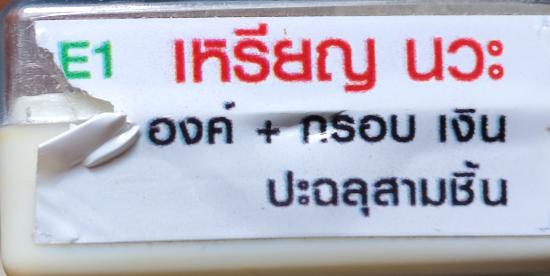 E1 เหรียญ นวะ
องค์ + กรอบ เงิน
ปะฉลุสามชิ้น